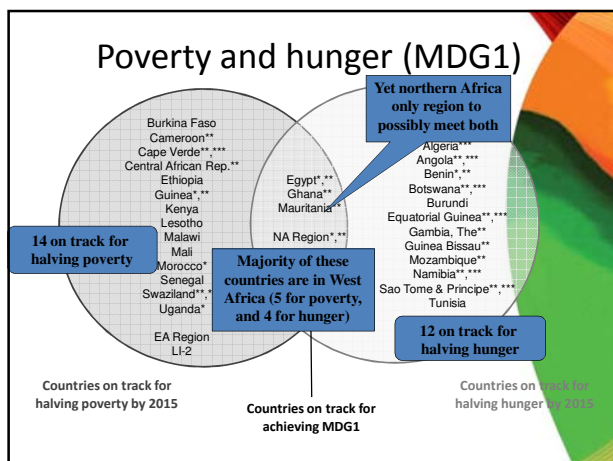 Poverty and hunger (MDG1)
Yet northern Africa
only region to
possibly meet both
Burkina Faso
Cameroon**
Cape Verde**,***
Central African Rep.**
Ethiopia
Guinea*,**
Kenya
Lesotho
Malawi
Mali
Morocco*
Senegal
Swaziland**,*
Uganda*
EA Region
LI-2
14 on track for
halving poverty
Egypt*,**
Ghana**
Mauritania**
NA Region*,**
Majority of these
countries are in West
Africa (5 for poverty,
and 4 for hunger)
Algeria***
Angola**,***
Benin*,**
Botswana**,***
Burundi
Equatorial Guinea**,***
Gambia, The**
Guinea Bissau**
Mozambique**
Namibia**,***
Sao Tome & Principe**,***
Tunisia
12 on track for
halving hunger
Countries on track for
halving poverty by 2015
Countries on track for
achieving MDG1
Countries on track for
halving hunger by 2015